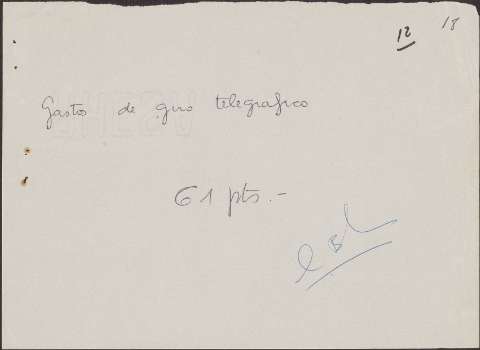 12 18
Gastos de giro telegrafico
61 pts.-